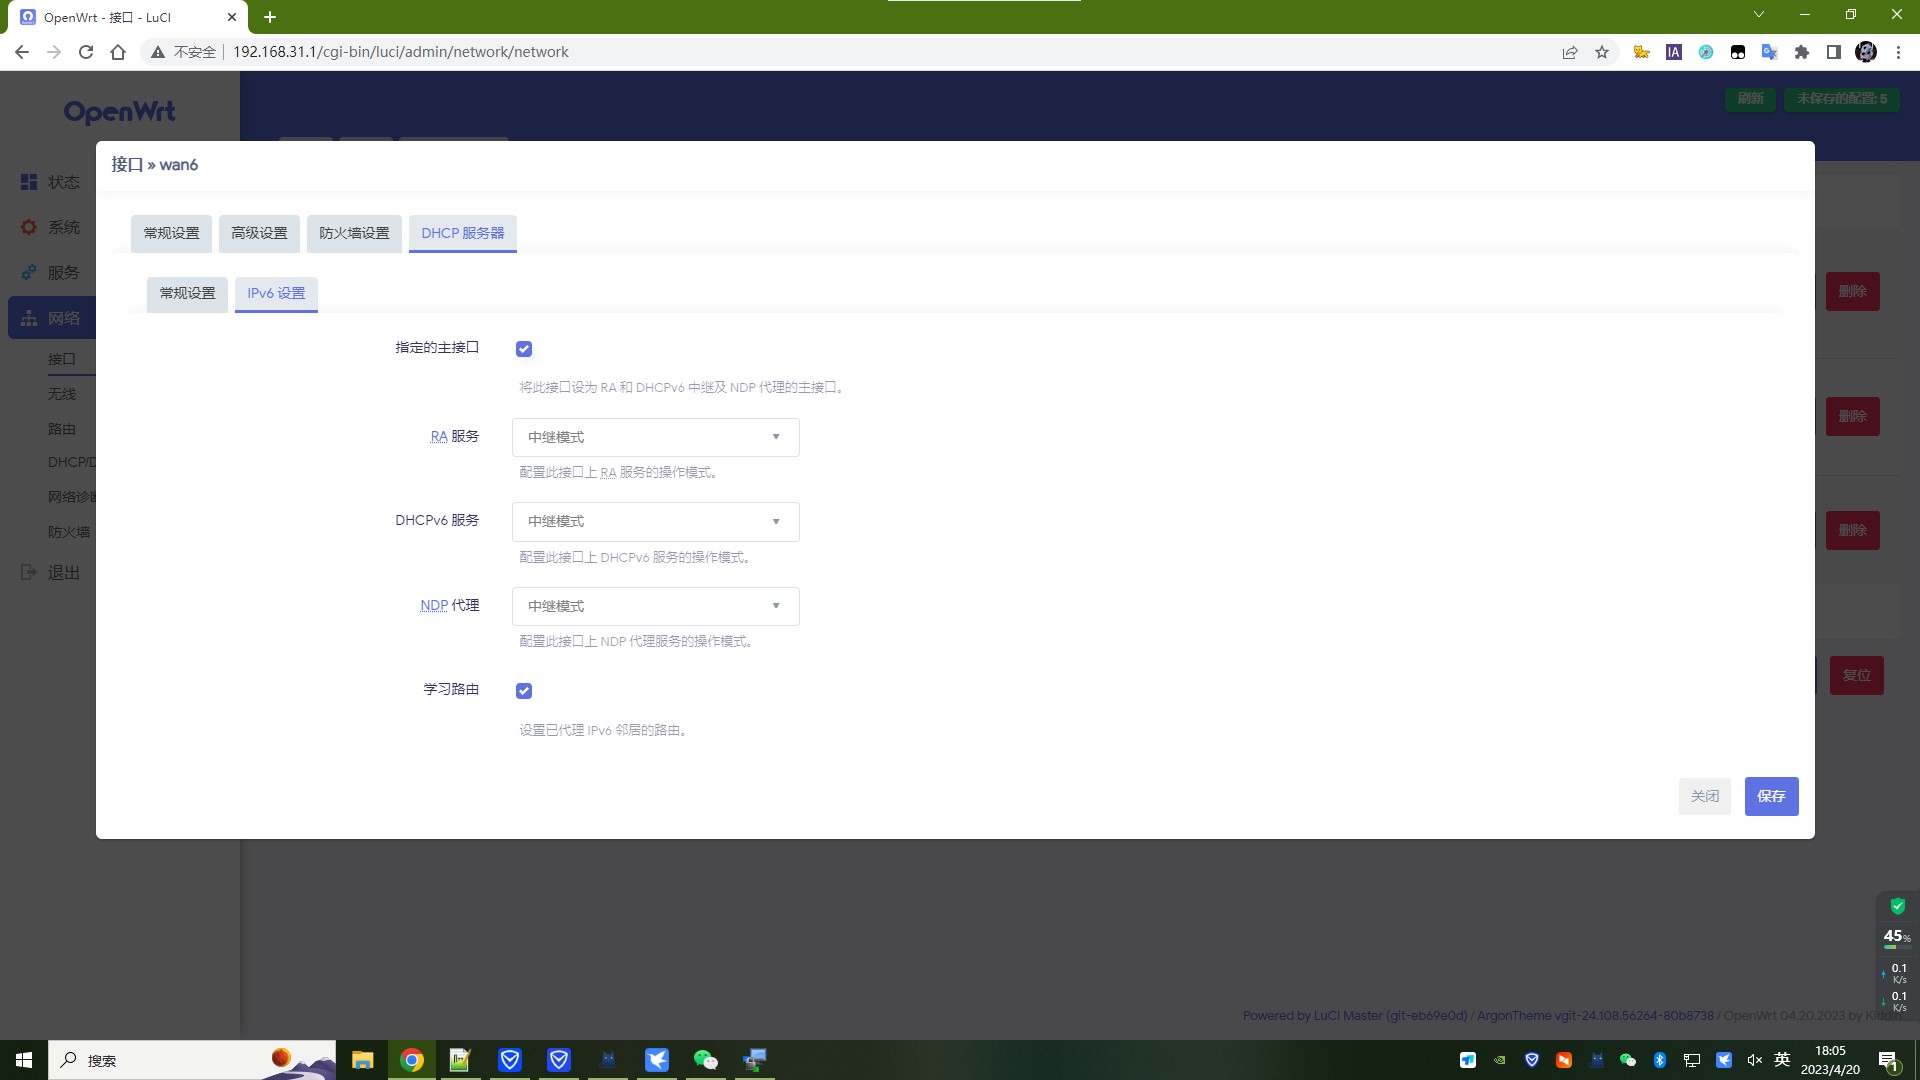 OpenWrt - 接口 - LuCI
不安全
192.168.31.1/cgi-bin/luci/admin/network/network
IA
OpenWrt
刷新
未保存的配置: 5
接口 » wan6
状态
系统
服务
网络
接口
无线
路由
DHCP/D
网络诊断
防火墙
退出
常规设置
高级设置
防火墙设置
DHCP 服务器
常规设置
IPv6 设置
指定的主接口
将此接口设为 RA 和 DHCPv6 中继及 NDP 代理的主接口。
RA 服务
中继模式
配置此接口上 RA 服务的操作模式。
DHCPv6 服务
中继模式
配置此接口上 DHCPv6 服务的操作模式。
NDP 代理
中继模式
配置此接口上 NDP 代理服务的操作模式。
学习路由
设置已代理 IPv6 邻居的路由。
关闭
保存
删除
删除
删除
复位
45%
0.1
K/s
0.1
K/s
Powered by LuCI Master (git-eb69e0d) / ArgonTheme vgit-24.108.56264-80b8738 / OpenWrt 04.20.2023 by
搜索
英
18:05
2023/4/20
1